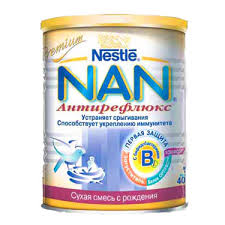 Premium
Nestlé
NAN
Антирефлюкс
Устраняет срыгивания
Способствует укреплению иммунитета
ПЕРВАЯ ЗАЩИТА
B
Сухая смесь с рождения